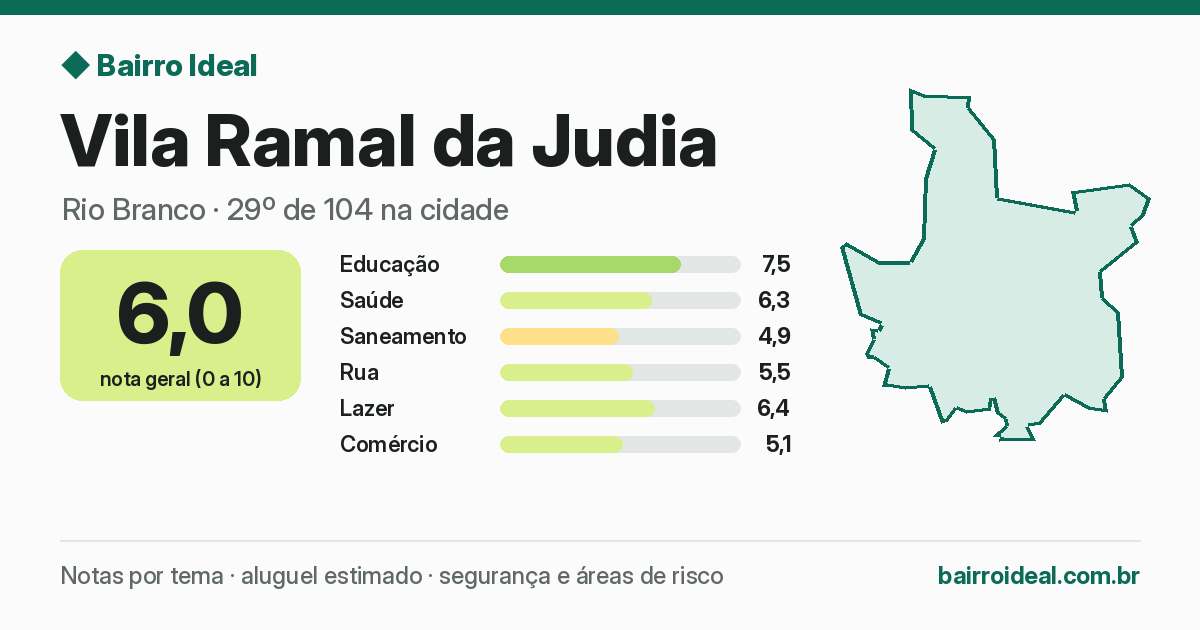 Bairro Ideal
Vila Ramal da Judia
Rio Branco · 29º de 104 na cidade
6,0
nota geral (0 a 10)
Educação 7,5
Saúde 6,3
Saneamento 4,9
Rua 5,5
Lazer 6,4
Comércio 5,1
Notas por tema · aluguel estimado · segurança e áreas de risco
bairroideal.com.br